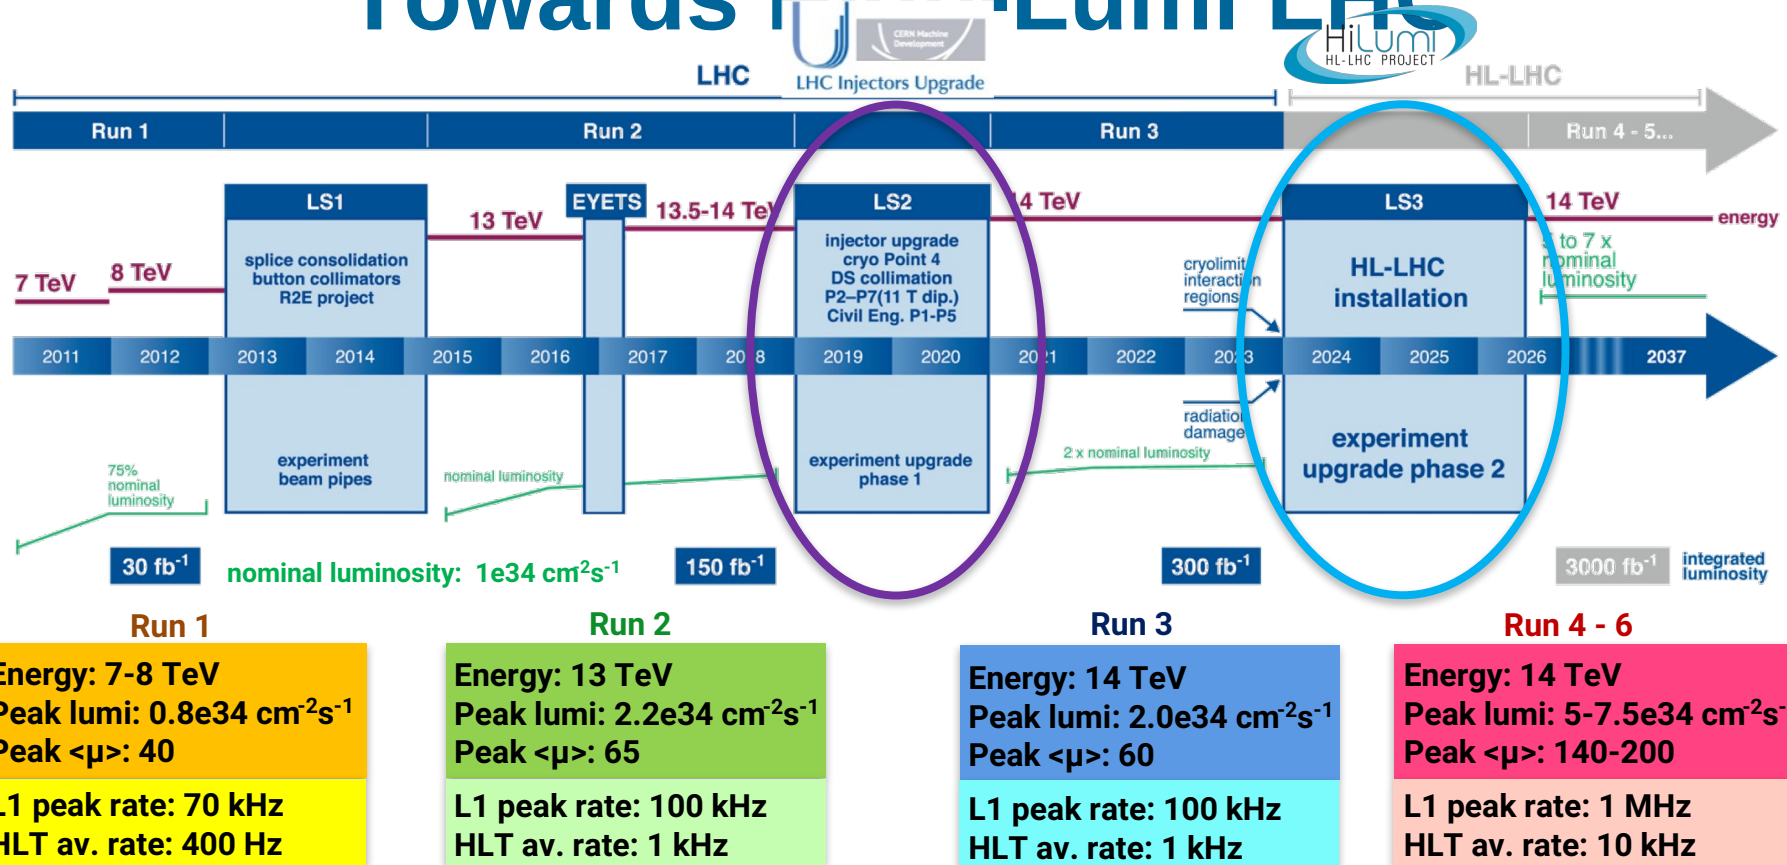 Towards -Lumi LHC
CERN Machine
Development
LHC Injectors Upgrade
HiLumi
HL-LHC PROJECT
LHC
HL-LHC
Run 1
Run 2
Run 3
Run 4 - 5...
LS1
splice consolidation
button collimators
R2E project
EYETS
LS2
injector upgrade
cryo Point 4
DS collimation
P2–P7(11 T dip.)
Civil Eng. P1-P5
LS3
HL-LHC
installation
7 TeV
8 TeV
13 TeV
13.5-14 TeV
14 TeV
14 TeV
energy
cryolimit
interaction
regions
5 to 7 x
nominal
luminosity
2011 2012 2013 2014 2015 2016 2017 2018 2019 2020 2021 2022 2023 2024 2025 2026 2037
75%
nominal
luminosity
experiment
beam pipes
nominal luminosity
experiment upgrade
phase 1
2 x nominal luminosity
radiation
damage
experiment
upgrade phase 2
30 fb⁻¹
nominal luminosity: 1e34 cm⁻²s⁻¹
150 fb⁻¹
300 fb⁻¹
3000 fb⁻¹
integrated
luminosity
Run 1
Energy: 7-8 TeV
Peak lumi: 0.8e34 cm⁻²s⁻¹
Peak <μ>: 40
L1 peak rate: 70 kHz
HLT av. rate: 400 Hz
Run 2
Energy: 13 TeV
Peak lumi: 2.2e34 cm⁻²s⁻¹
Peak <μ>: 65
L1 peak rate: 100 kHz
HLT av. rate: 1 kHz
Run 3
Energy: 14 TeV
Peak lumi: 2.0e34 cm⁻²s⁻¹
Peak <μ>: 60
L1 peak rate: 100 kHz
HLT av. rate: 1 kHz
Run 4 - 6
Energy: 14 TeV
Peak lumi: 5-7.5e34 cm⁻²s⁻
Peak <μ>: 140-200
L1 peak rate: 1 MHz
HLT av. rate: 10 kHz